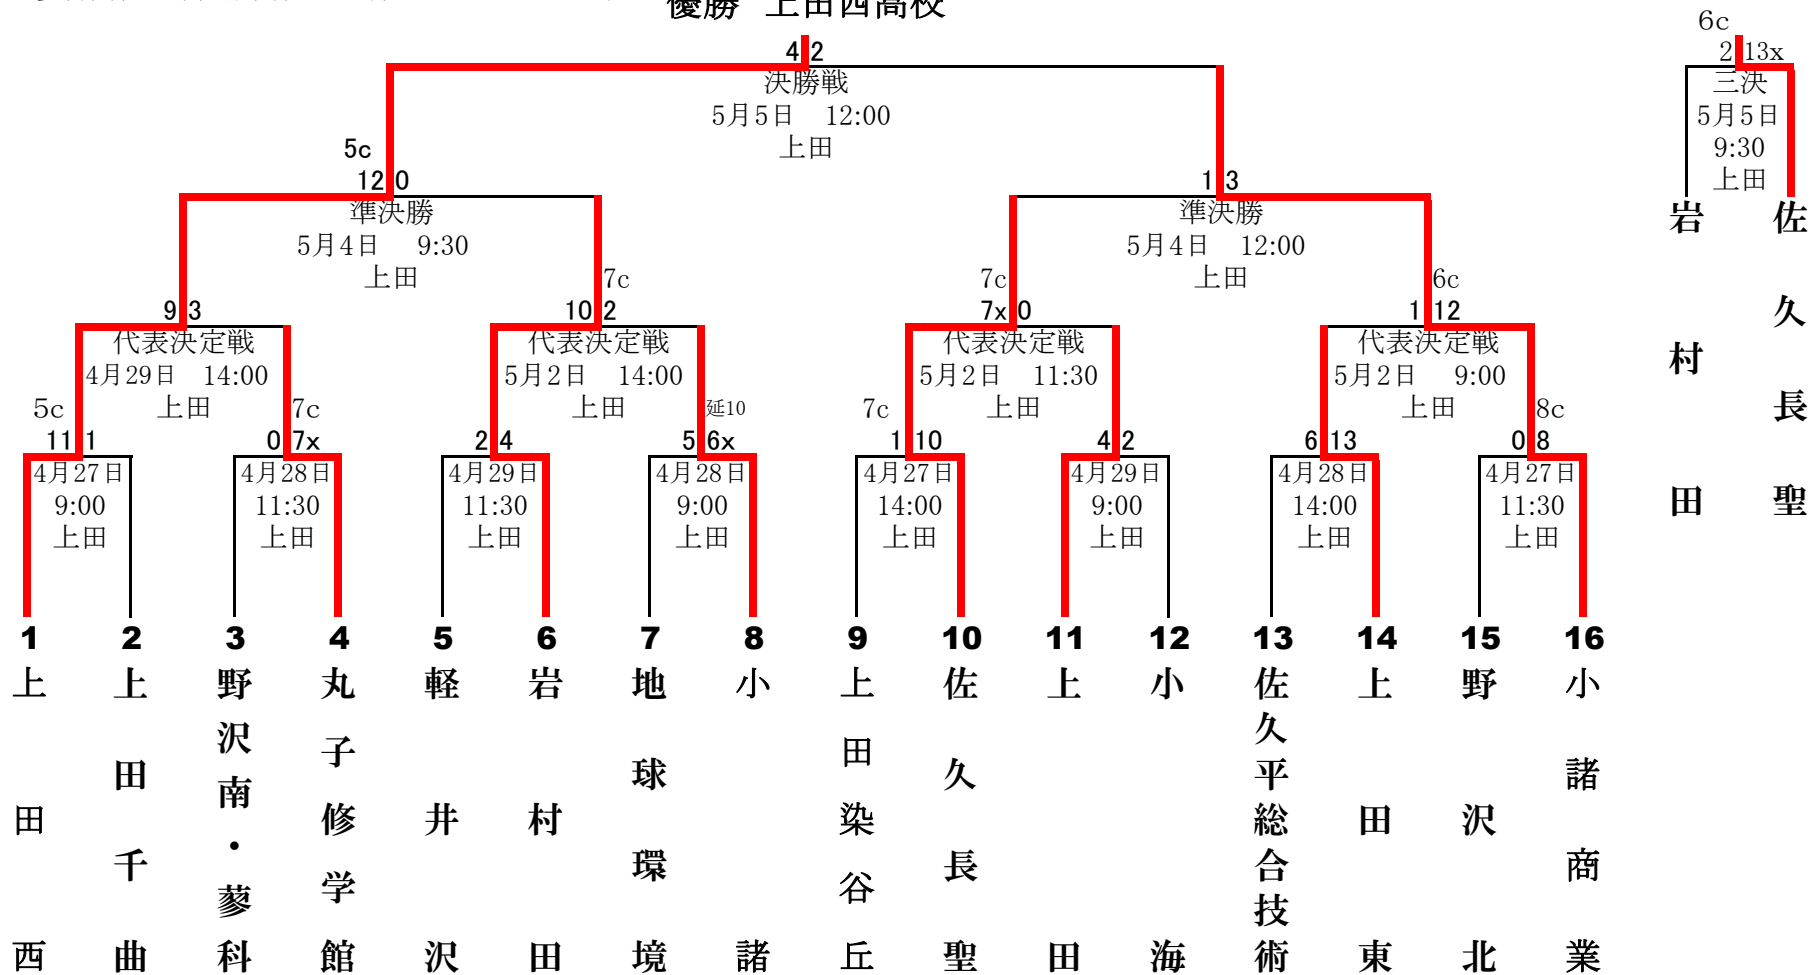 優勝 上田西高校
4 2
決勝戦
5月5日 12:00
上田
6c
2 13x
三決
5月5日
9:30
上田
岩村田
佐久長聖
5c
12 0
準決勝
5月4日 9:30
上田
1 3
準決勝
5月4日 12:00
上田
9 3
代表決定戦
4月29日 14:00
上田
7c
10 2
代表決定戦
5月2日 14:00
上田
7c
7x 0
代表決定戦
5月2日 11:30
上田
6c
1 12
代表決定戦
5月2日 9:00
上田
5c
11 1
4月27日
9:00
上田
7c
0 7x
4月28日
11:30
上田
2 4
4月29日
11:30
上田
延10
5 6x
4月28日
9:00
上田
7c
1 10
4月27日
14:00
上田
4 2
4月29日
9:00
上田
6 13
4月28日
14:00
上田
8c
0 8
4月27日
11:30
上田
1 上田西
2 上田千曲
3 野沢南・蓼科
4 丸子修学館
5 軽井沢
6 岩村田
7 地球環境
8 小諸
9 上田染谷丘
10 佐久長聖
11 上田
12 小海
13 佐久平総合技術
14 上田東
15 野沢北
16 小諸商業